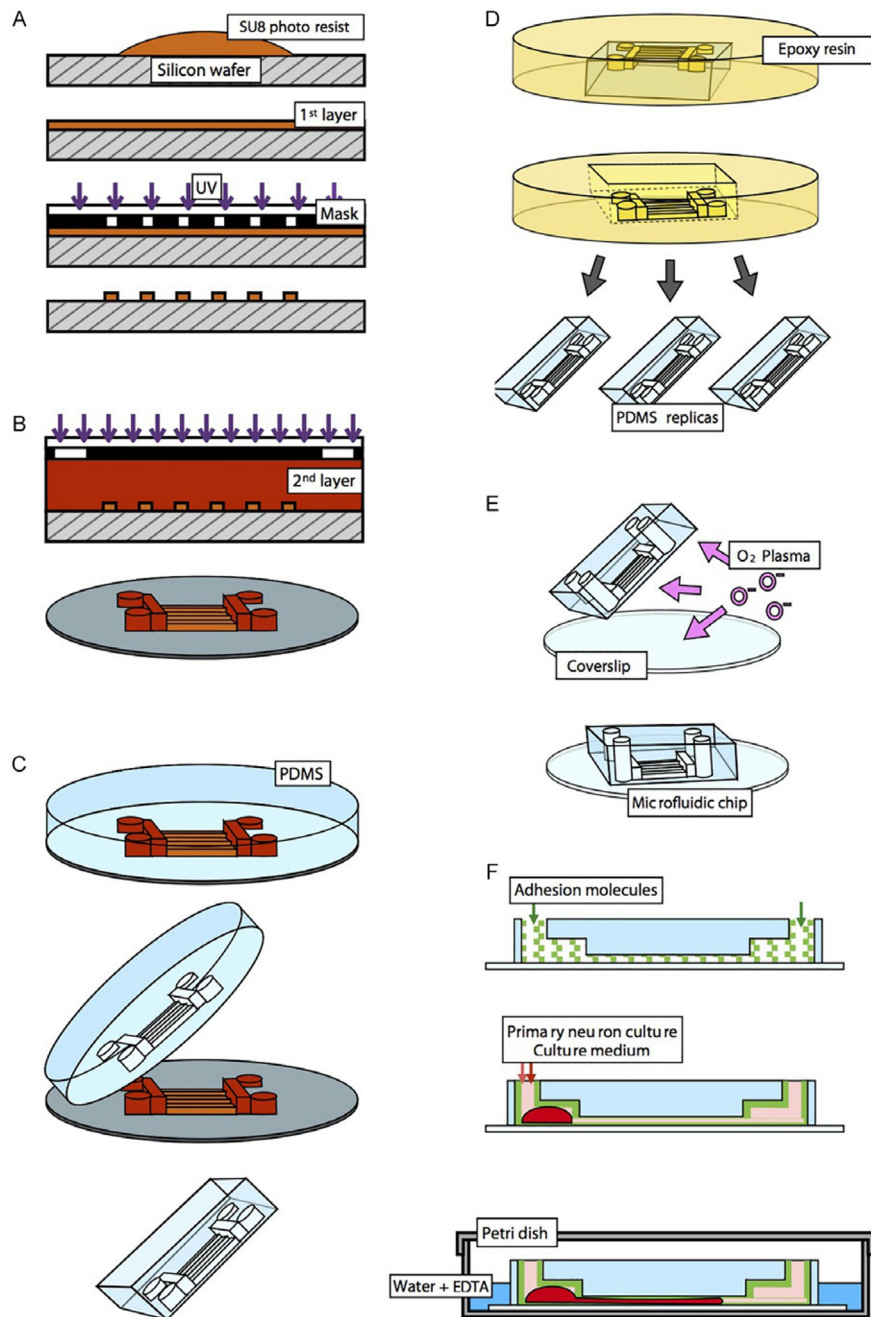 A
SU8 photo resist
Silicon wafer
1st layer
UV
Mask
B
2nd layer
C
PDMS
D
Epoxy resin
PDMS replicas
E
O2 Plasma
Coverslip
Microfluidic chip
F
Adhesion molecules
Primary neuron culture
Culture medium
Petri dish
Water + EDTA